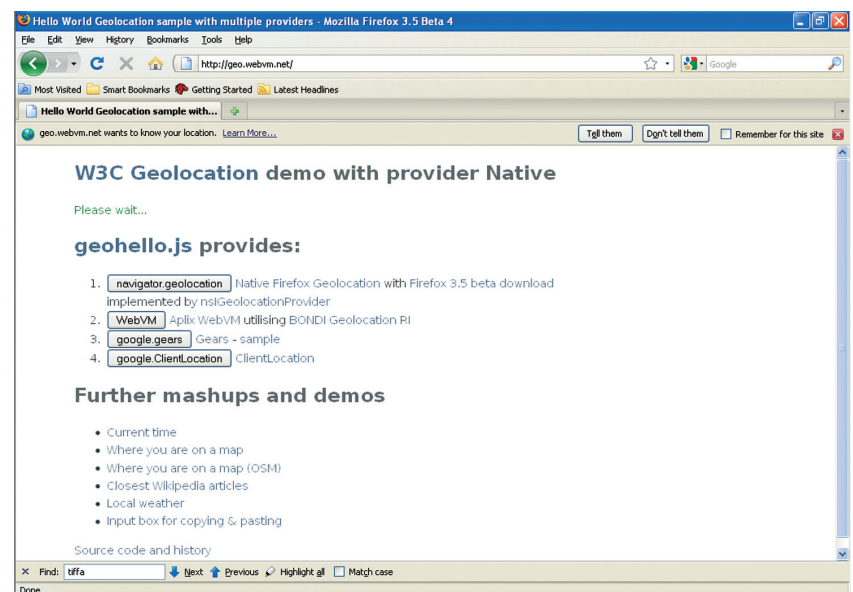 Hello World Geolocation sample with multiple providers - Mozilla Firefox 3.5 Beta 4
File Edit View History Bookmarks Tools Help
http://geo.webvm.net/ Google
Most Visited Smart Bookmarks Getting Started Latest Headlines
Hello World Geolocation sample with...
geo.webvm.net wants to know your location. Learn More... Tell them Don't tell them Remember for this site
W3C Geolocation demo with provider Native
Please wait...
geohello.js provides:
1. navigator.geolocation Native Firefox Geolocation with Firefox 3.5 beta download
implemented by nsIGeolocationProvider
2. WebVM Aplix WebVM utilising BONDI Geolocation RI
3. google.gears Gears - sample
4. google.ClientLocation ClientLocation
Further mashups and demos
• Current time
• Where you are on a map
• Where you are on a map (OSM)
• Closest Wikipedia articles
• Local weather
• Input box for copying & pasting
Source code and history
Find: tiffa Next Previous Highlight all Match case
Done